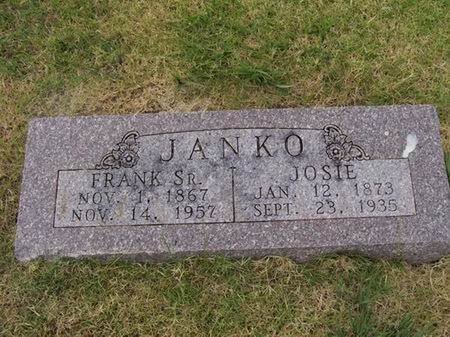 JANKO
FRANK SR.
NOV. 1, 1867
NOV. 14, 1957
JOSIE
JAN. 12, 1873
SEPT. 23, 1935